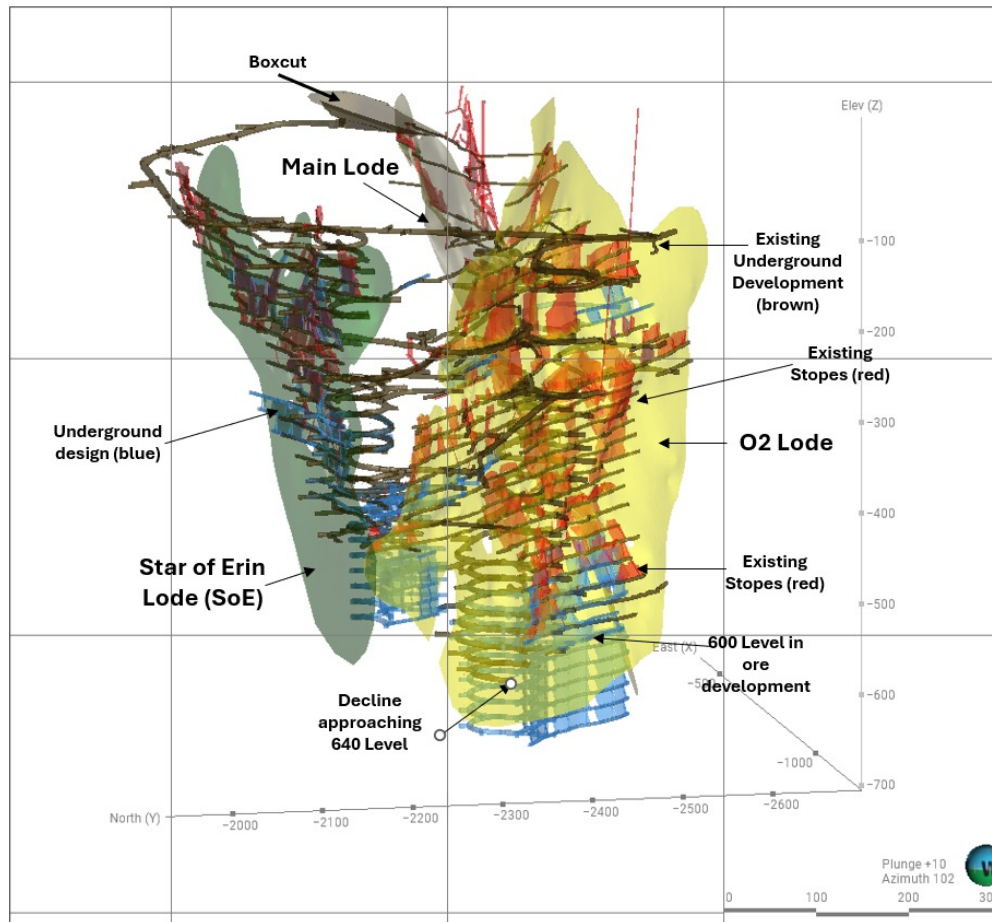 Boxcut
Elev (Z)
Main Lode
-100
Existing
Underground
Development
(brown)
-200
Existing
Stopes (red)
-300
Underground
design (blue)
O2 Lode
-400
Star of Erin
Lode (SoE)
Existing
Stopes (red)
-500
600 Level in
ore
development
East (X)
-500
Decline
approaching
640 Level
-600
-1000
-700
North (Y)
-2000
-2100
-2200
-2300
-2400
-2500
-2600
Plunge +10
Azimuth 102
0
100
200